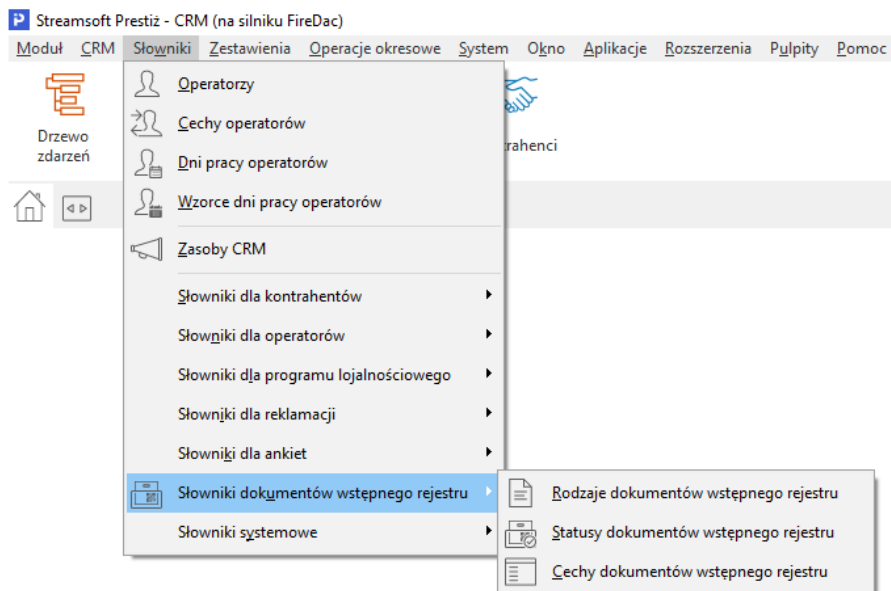 Streamsoft Prestiż - CRM (na silniku FireDac)
Moduł CRM Słowniki Zestawienia Operacje okresowe System Okno Aplikacje Rozszerzenia Pulpity Pomoc
Drzewo
zdarzeń
Operatorzy
Cechy operatorów
Dni pracy operatorów
Wzorce dni pracy operatorów
Zasoby CRM
Słowniki dla kontrahentów
Słowniki dla operatorów
Słowniki dla programu lojalnościowego
Słowniki dla reklamacji
Słowniki dla ankiet
Słowniki dokumentów wstępnego rejestru
Słowniki systemowe
rahenci
Rodzaje dokumentów wstępnego rejestru
Statusy dokumentów wstępnego rejestru
Cechy dokumentów wstępnego rejestru